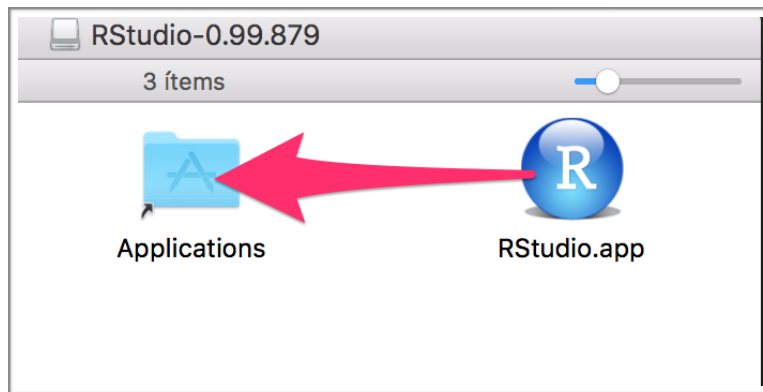 RStudio-0.99.879
3 ítems
R
Applications
RStudio.app